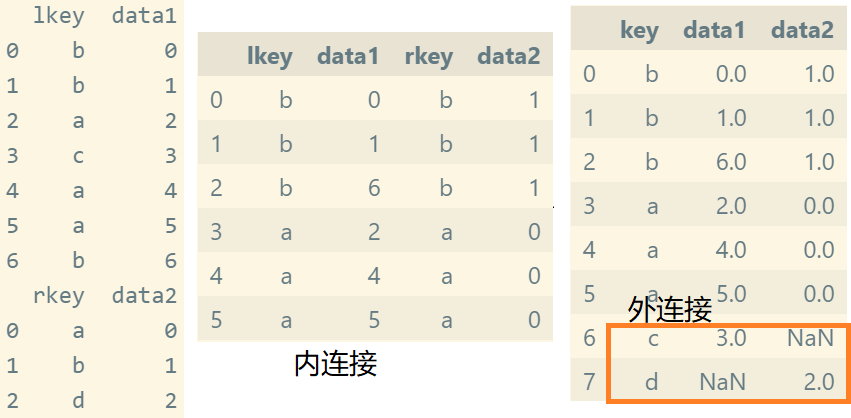 lkey data1
0 b 0
1 b 1
2 a 2
3 c 3
4 a 4
5 a 5
6 b 6
rkey data2
0 a 0
1 b 1
2 d 2
lkey data1 rkey data2
0 b 0 b 1
1 b 1 b 1
2 b 6 b 1
3 a 2 a 0
4 a 4 a 0
5 a 5 a 0
内连接
key data1 data2
0 b 0.0 1.0
1 b 1.0 1.0
2 b 6.0 1.0
3 a 2.0 0.0
4 a 4.0 0.0
5 a 5.0 0.0
外连接
6 c 3.0 NaN
7 d NaN 2.0